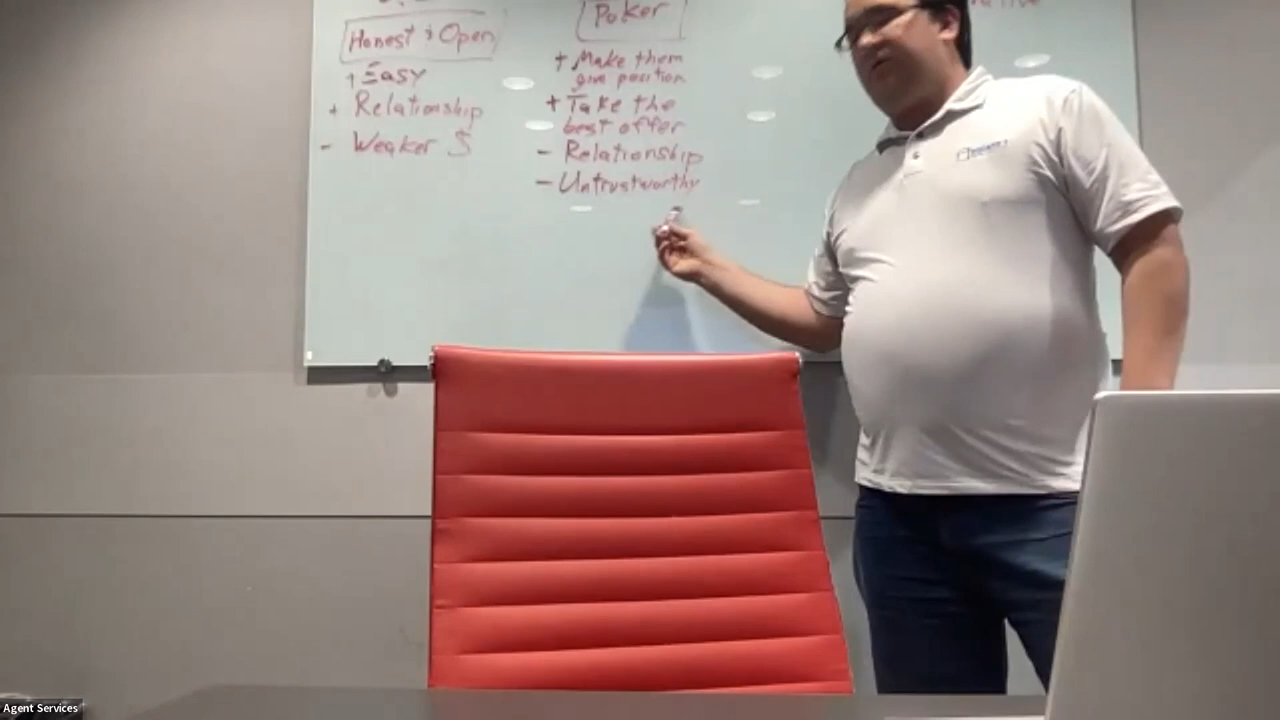 Honest & Open
+ Easy
+ Relationship
- Weaker $
Poker
+ Make them
give position
+ Take the
best offer
- Relationship
- Untrustworthy
Agent Services